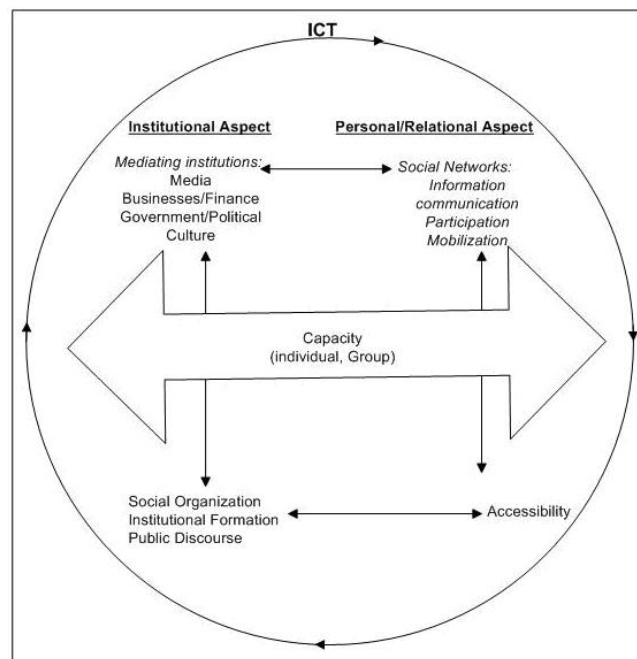 ICT
Institutional Aspect
Personal/Relational Aspect
Mediating institutions:
Media
Businesses/Finance
Government/Political
Culture
Social Networks:
Information
communication
Participation
Mobilization
Capacity
(individual, Group)
Social Organization
Institutional Formation
Public Discourse
Accessibility